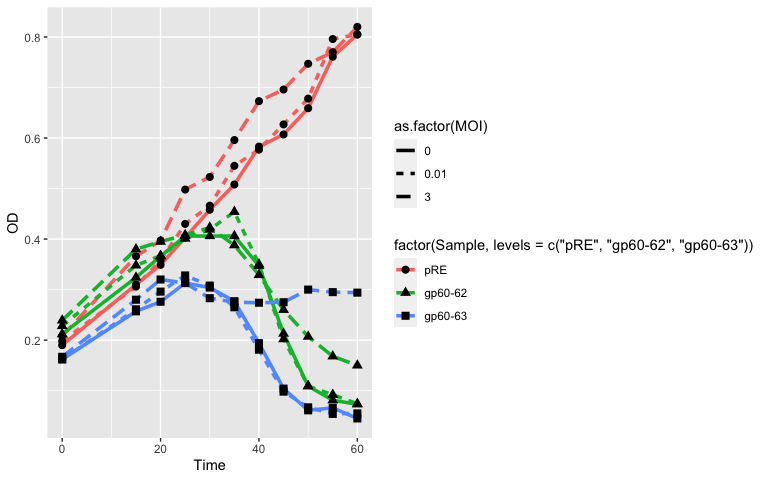 0.8
0.6
0.4
0.2
OD
0
20
40
60
Time
as.factor(MOI)
0
0.01
3
factor(Sample, levels = c("pRE", "gp60-62", "gp60-63"))
pRE
gp60-62
gp60-63